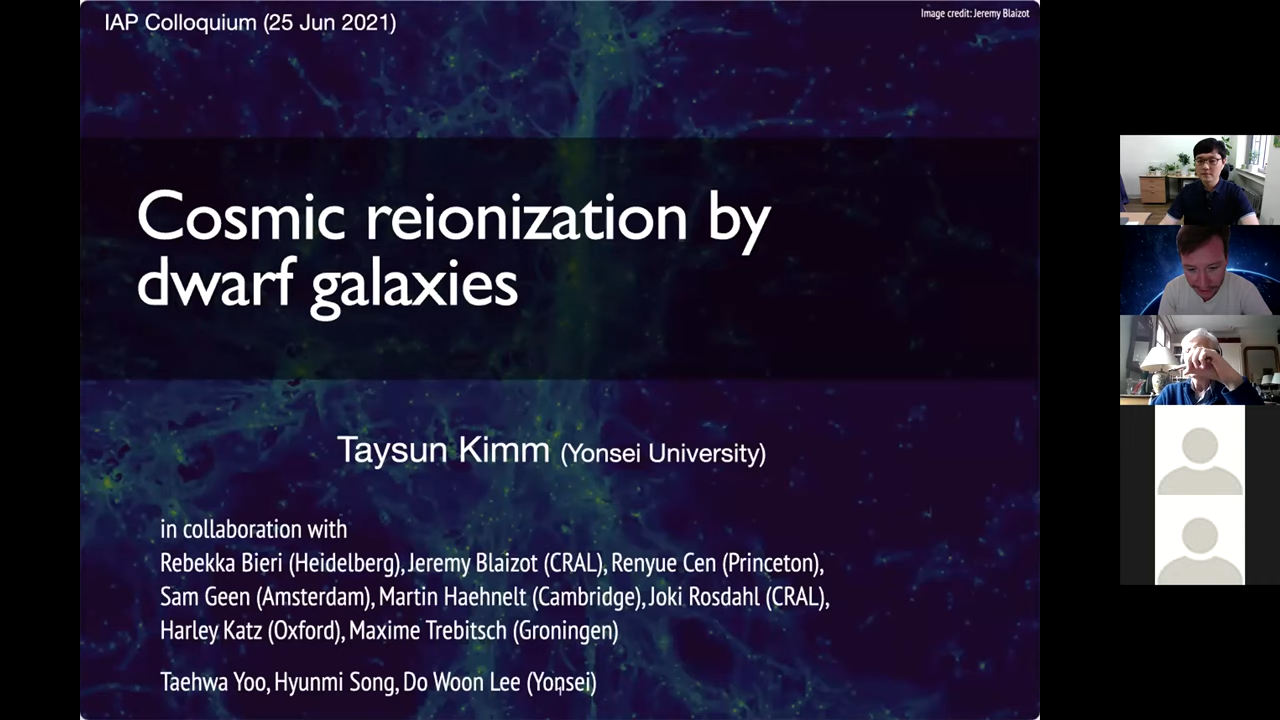 IAP Colloquium (25 Jun 2021)
Image credit: Jeremy Blaizot
Cosmic reionization by
dwarf galaxies
Taysun Kimm (Yonsei University)
in collaboration with
Rebekka Bieri (Heidelberg), Jeremy Blaizot (CRAL), Renyue Cen (Princeton),
Sam Geen (Amsterdam), Martin Haehnelt (Cambridge), Joki Rosdahl (CRAL),
Harley Katz (Oxford), Maxime Trebitsch (Groningen)
Taehwa Yoo, Hyunmi Song, Do Woon Lee (Yonsei)